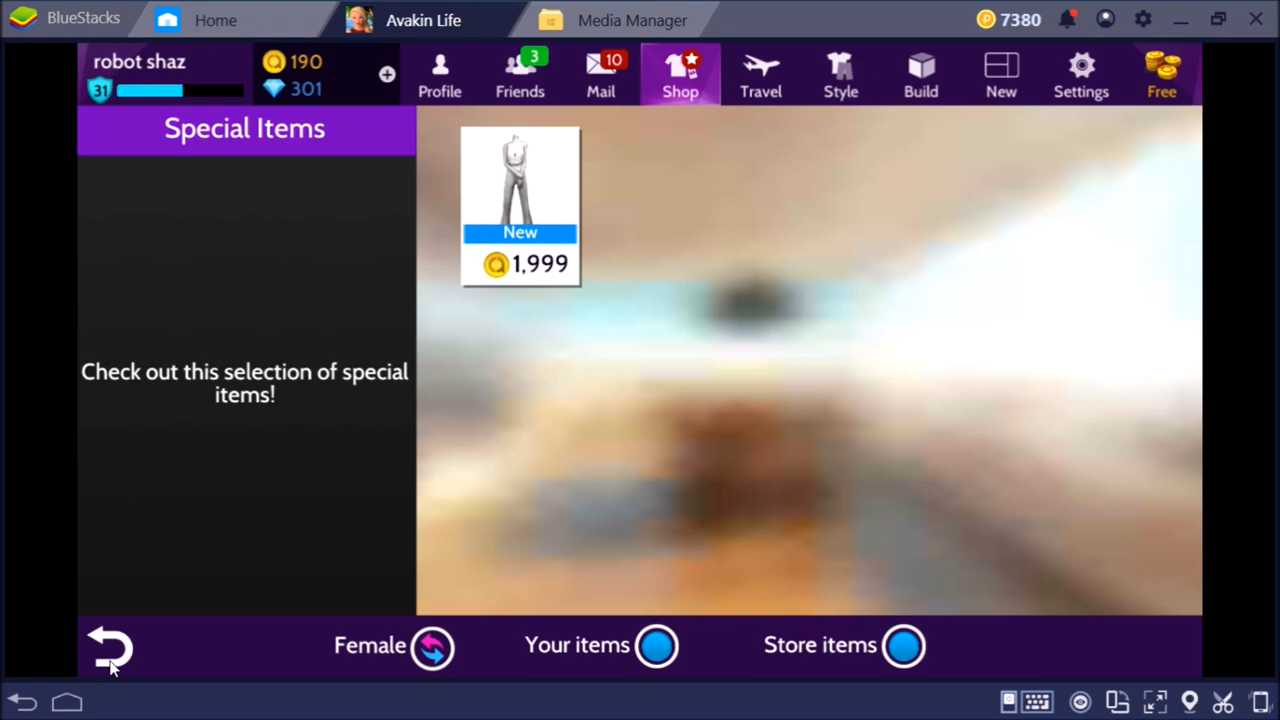 BlueStacks
Home
Avakin Life
Media Manager
7380
robot shaz
31
190
301
Profile
3
Friends
10
Mail
Shop
Travel
Style
Build
New
Settings
Free
Special Items
Check out this selection of special
items!
New
1,999
Female
Your items
Store items